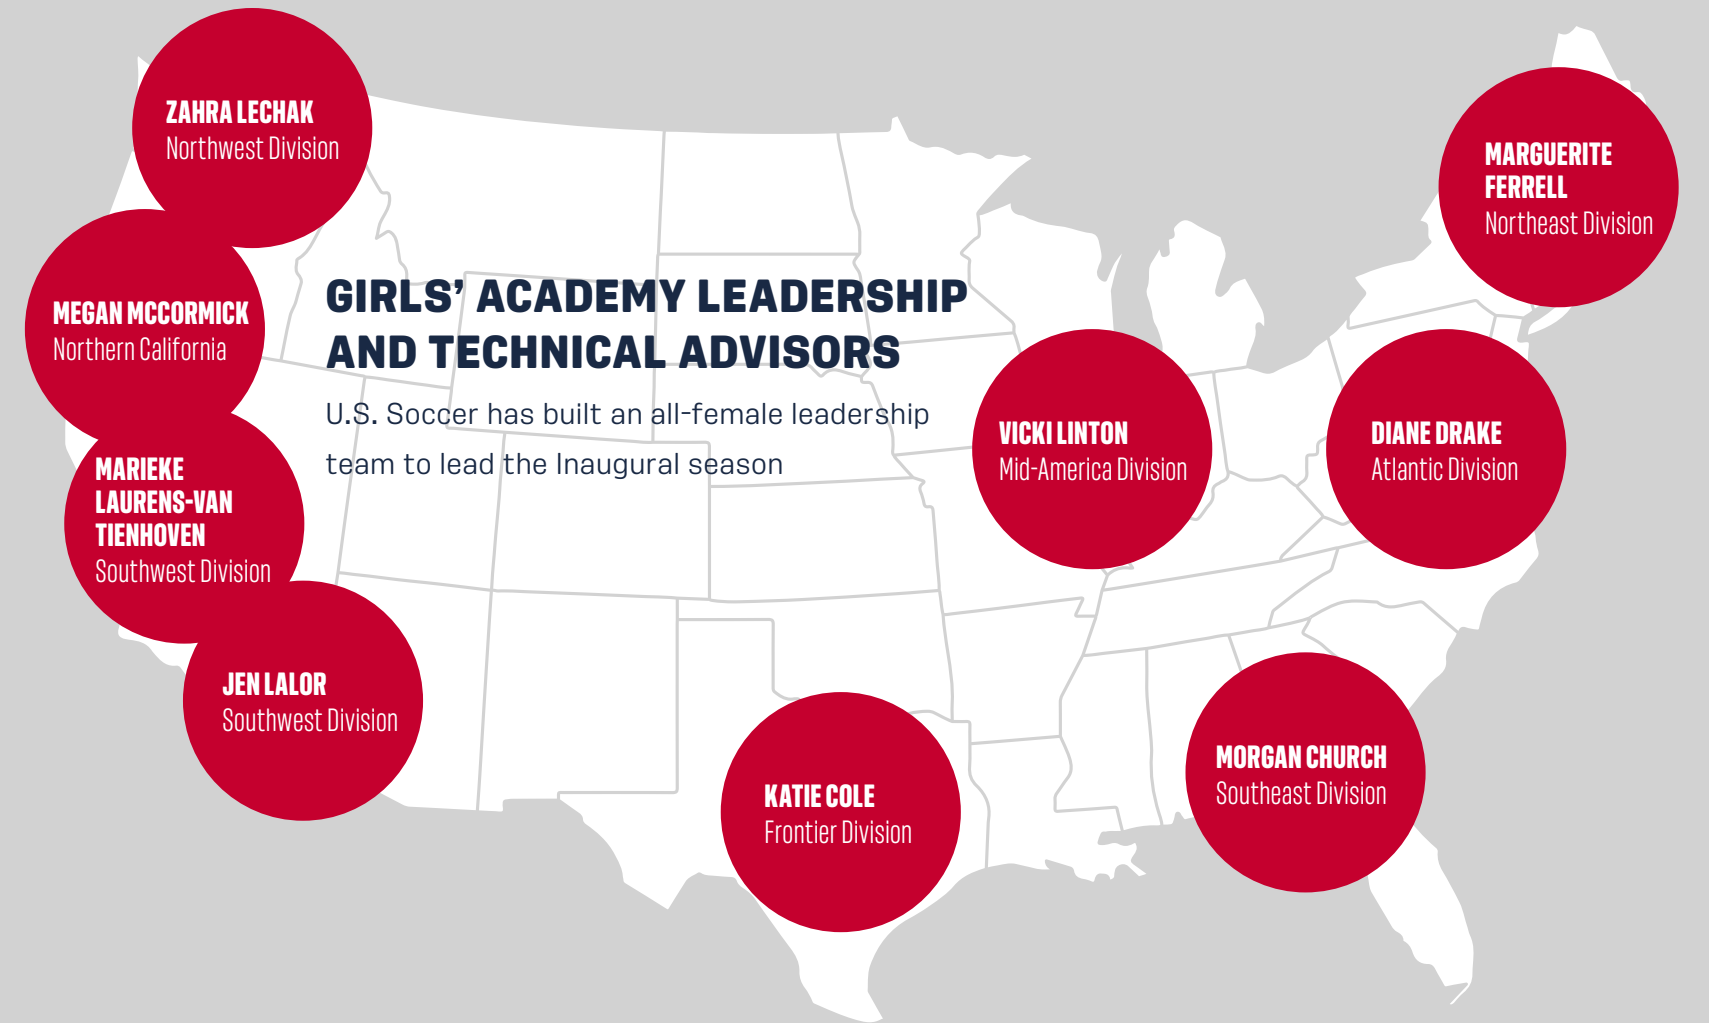 ZAHRA LECHAK
Northwest Division
MARGUERITE
FERRELL
Northeast Division
MEGAN MCCORMICK
Northern California
GIRLS’ ACADEMY LEADERSHIP
AND TECHNICAL ADVISORS
U.S. Soccer has built an all-female leadership
team to lead the Inaugural season
VICKI LINTON
Mid-America Division
DIANE DRAKE
Atlantic Division
MARIEKE
LAURENS-VAN
TIENHOVEN
Southwest Division
JEN LALOR
Southwest Division
KATIE COLE
Frontier Division
MORGAN CHURCH
Southeast Division